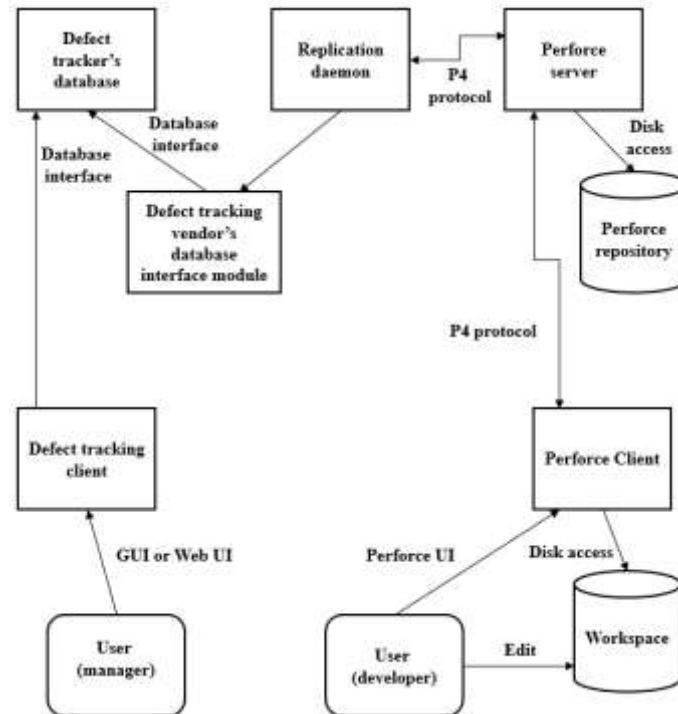 Defect
tracker's
database
Replication
daemon
Perforce
server
P4
protocol
Database
interface
Database
interface
Disk
access
Defect tracking
vendor's
database
interface module
Perforce
repository
P4 protocol
Defect tracking
client
Perforce Client
GUI or Web UI
Perforce UI
Disk access
User
(manager)
User
(developer)
Edit
Workspace